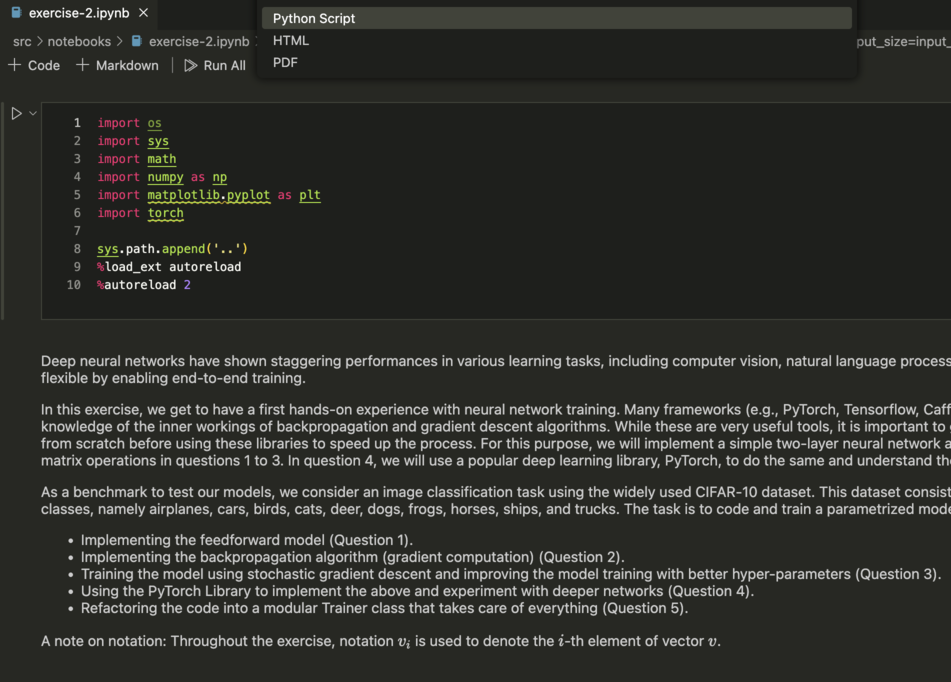 exercise-2.ipynb
Python Script
HTML
PDF
src > notebooks > exercise-2.ipynb
put_size=input_
+ Code + Markdown | Run All
1 import os
2 import sys
3 import math
4 import numpy as np
5 import matplotlib.pyplot as plt
6 import torch
7
8 sys.path.append('..')
9 %load_ext autoreload
10 %autoreload 2
Deep neural networks have shown staggering performances in various learning tasks, including computer vision, natural language process
flexible by enabling end-to-end training.
In this exercise, we get to have a first hands-on experience with neural network training. Many frameworks (e.g., PyTorch, Tensorflow, Caff
knowledge of the inner workings of backpropagation and gradient descent algorithms. While these are very useful tools, it is important to
from scratch before using these libraries to speed up the process. For this purpose, we will implement a simple two-layer neural network a
matrix operations in questions 1 to 3. In question 4, we will use a popular deep learning library, PyTorch, to do the same and understand th
As a benchmark to test our models, we consider an image classification task using the widely used CIFAR-10 dataset. This dataset consist
classes, namely airplanes, cars, birds, cats, deer, dogs, frogs, horses, ships, and trucks. The task is to code and train a parametrized mode
• Implementing the feedforward model (Question 1).
• Implementing the backpropagation algorithm (gradient computation) (Question 2).
• Training the model using stochastic gradient descent and improving the model training with better hyper-parameters (Question 3).
• Using the PyTorch Library to implement the above and experiment with deeper networks (Question 4).
• Refactoring the code into a modular Trainer class that takes care of everything (Question 5).
A note on notation: Throughout the exercise, notation vᵢ is used to denote the i-th element of vector v.